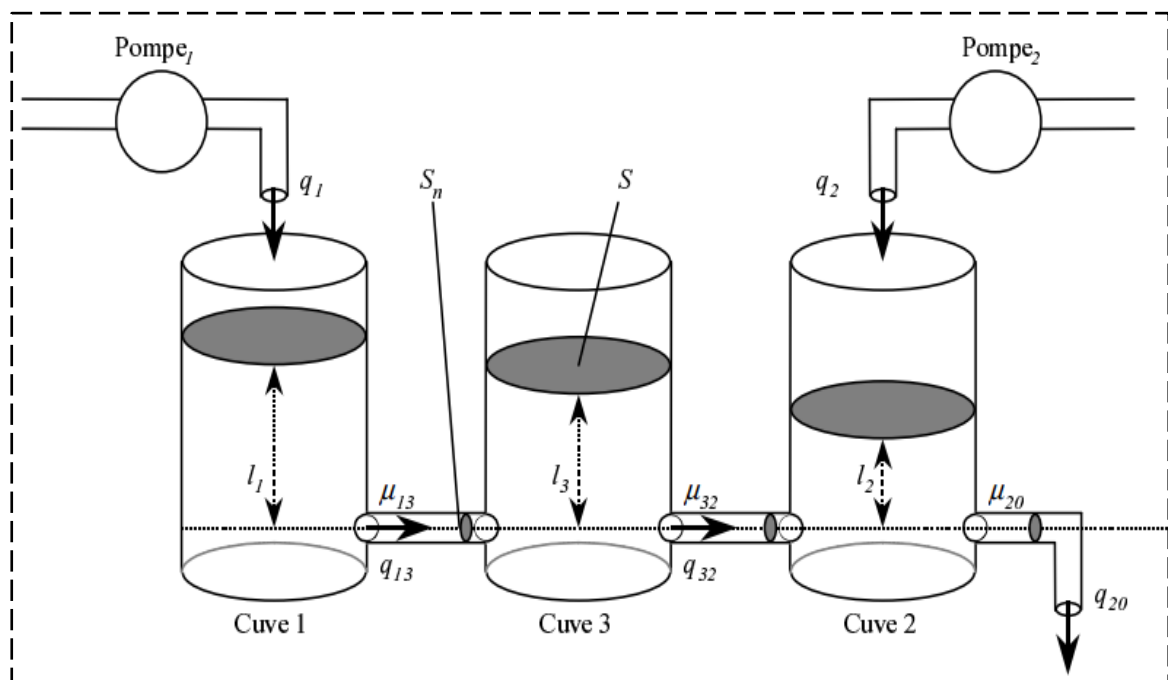 Pompe1
Pompe2
q1
Sn
S
q2
l1
l3
l2
μ13
μ32
μ20
q13
q32
q20
Cuve 1
Cuve 3
Cuve 2